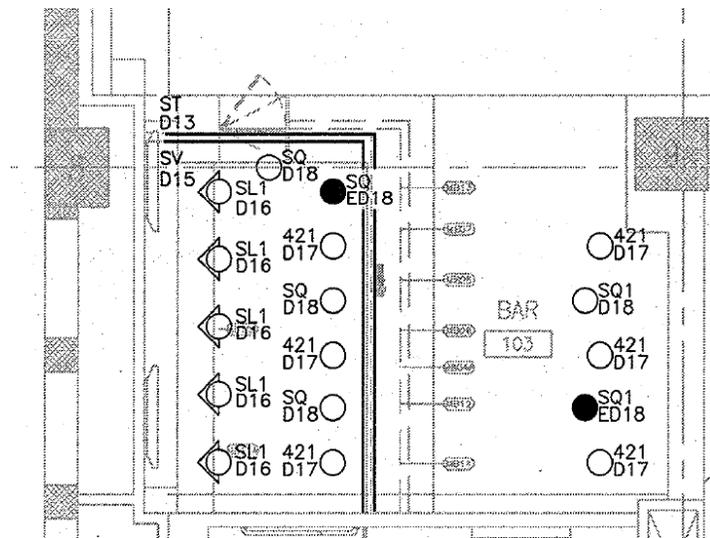 ST
D13
SV
D15
SQ
D18
SL1
D16
SQ
ED18
SL1
D16
421
D17
421
D17
SQ
D18
SQ1
D18
SL1
D16
BAR
103
421
D17
421
D17
SL1
D16
SQ
D18
SQ1
ED18
SL1
D16
421
D17
421
D17